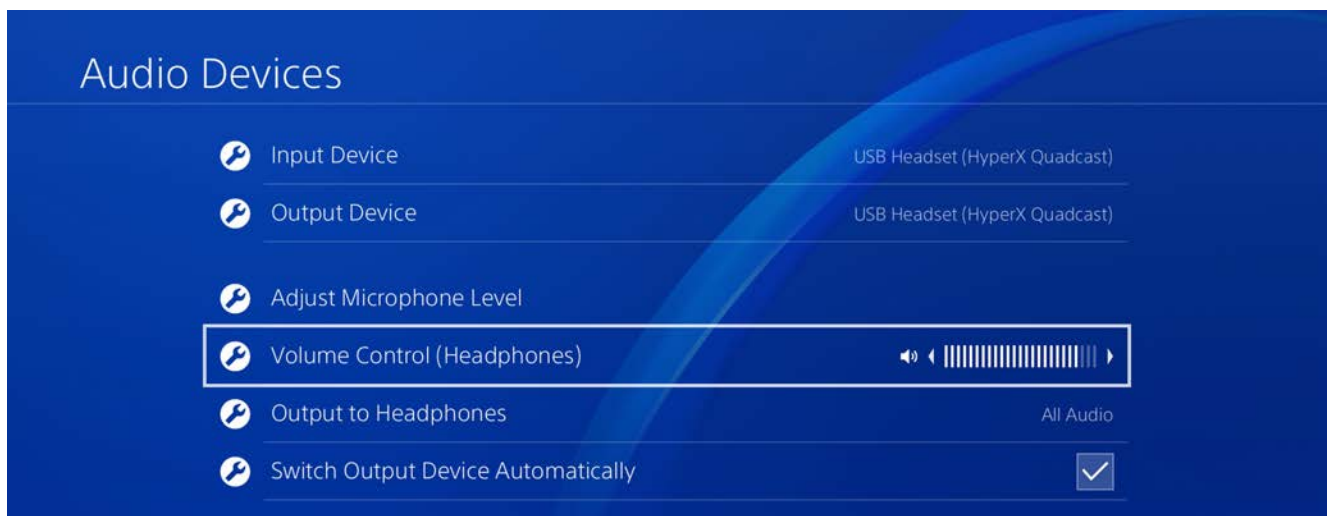 Audio Devices
Input Device USB Headset (HyperX Quadcast)
Output Device USB Headset (HyperX Quadcast)
Adjust Microphone Level
Volume Control (Headphones)
Output to Headphones All Audio
Switch Output Device Automatically